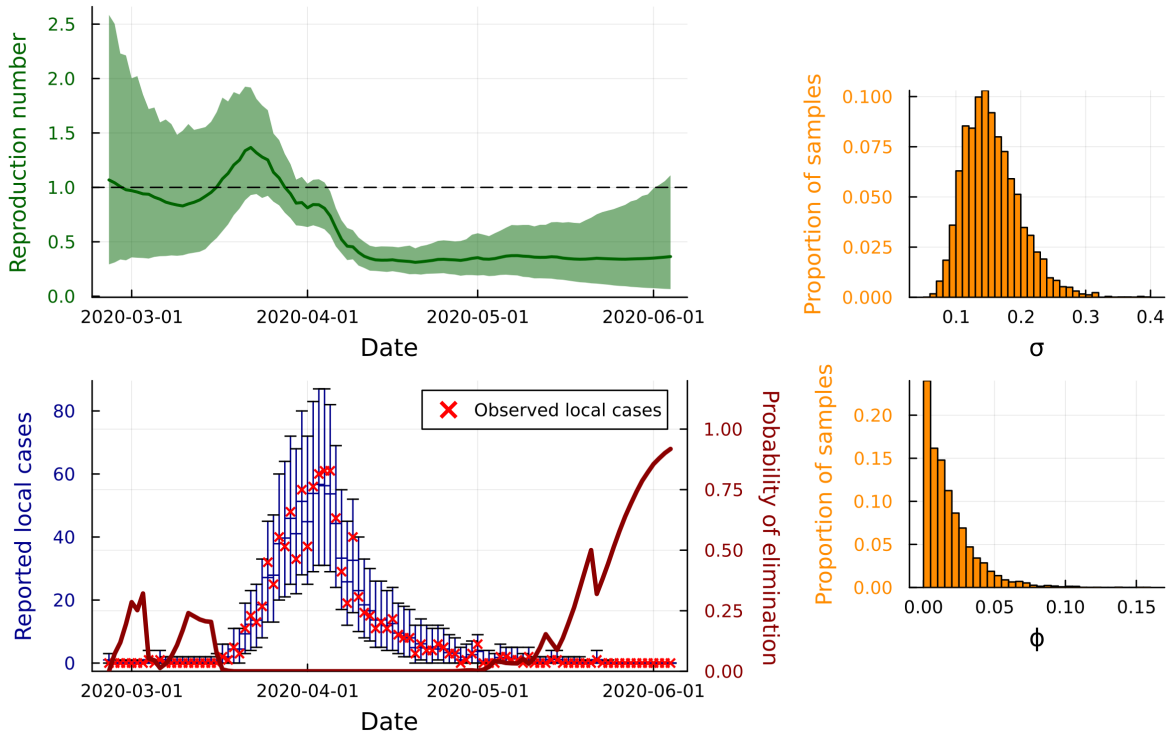 Reproduction number
2.5
2.0
1.5
1.0
0.5
0.0
2020-03-01 2020-04-01 2020-05-01 2020-06-01
Date
Proportion of samples
0.100
0.075
0.050
0.025
0.000
0.1 0.2 0.3 0.4
σ
Reported local cases
80
60
40
20
0
Observed local cases
Probability of elimination
1.00
0.75
0.50
0.25
0.00
2020-03-01 2020-04-01 2020-05-01 2020-06-01
Date
Proportion of samples
0.20
0.15
0.10
0.05
0.00
0.00 0.05 0.10 0.15
ϕ